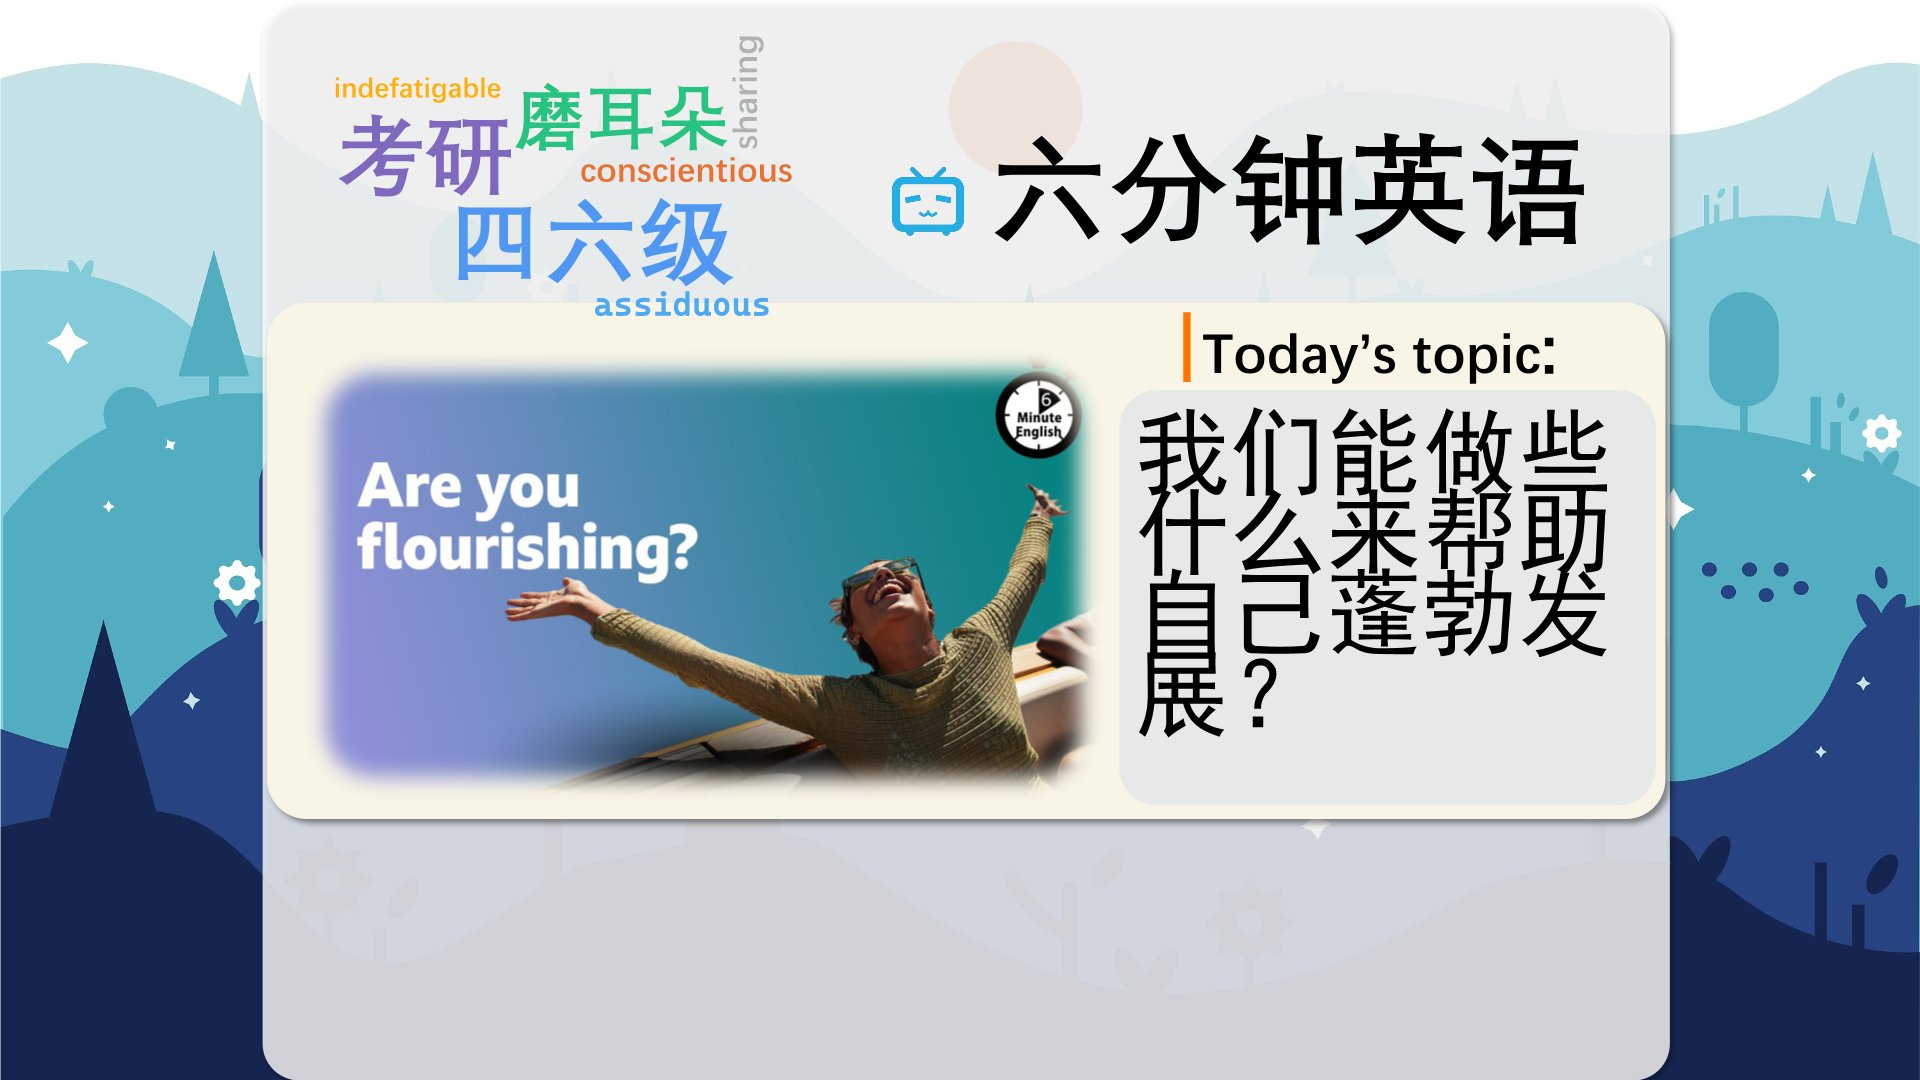 indefatigable
磨耳朵
sharing
考研
conscientious
四六级
assiduous
六分钟英语
Today’s topic:
6
Minute
English
Are you
flourishing?
我们能做些
什么来帮助
自己蓬勃发
展？